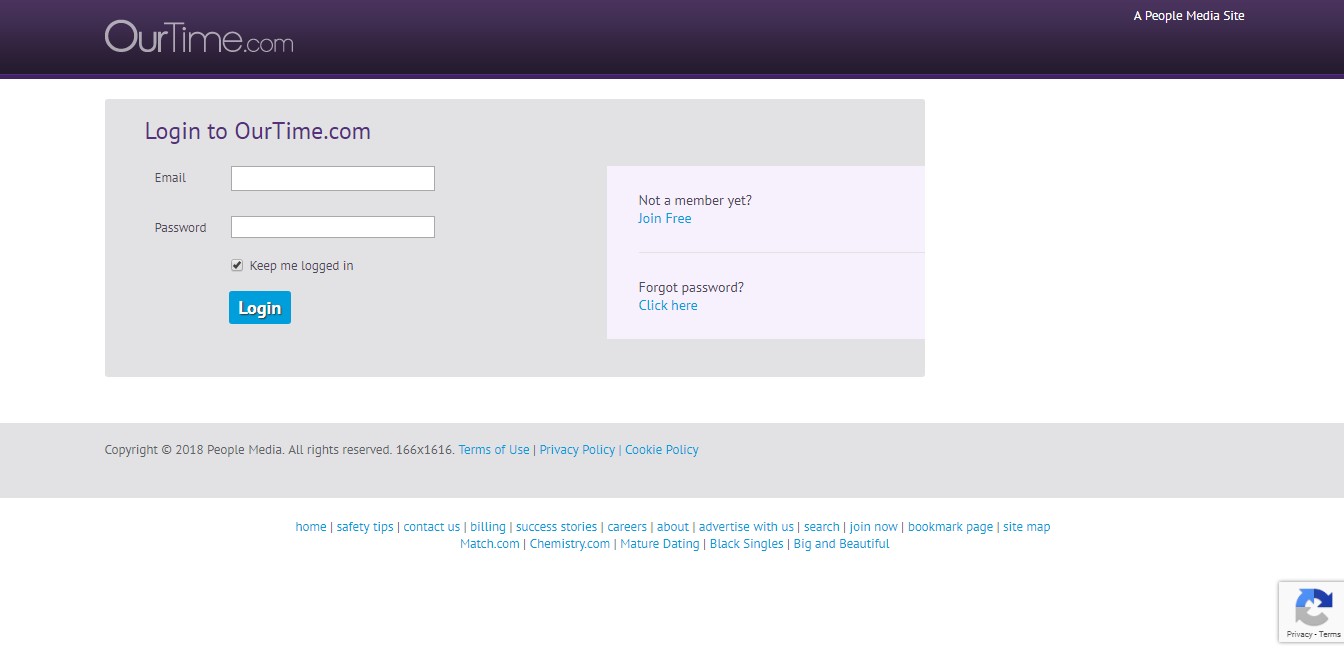 OurTime.com
A People Media Site
Login to OurTime.com
Email
Password
Keep me logged in
Login
Not a member yet?
Join Free
Forgot password?
Click here
Copyright © 2018 People Media. All rights reserved. 166x1616. Terms of Use | Privacy Policy | Cookie Policy
home | safety tips | contact us | billing | success stories | careers | about | advertise with us | search | join now | bookmark page | site map
Match.com | Chemistry.com | Mature Dating | Black Singles | Big and Beautiful
Privacy - Terms